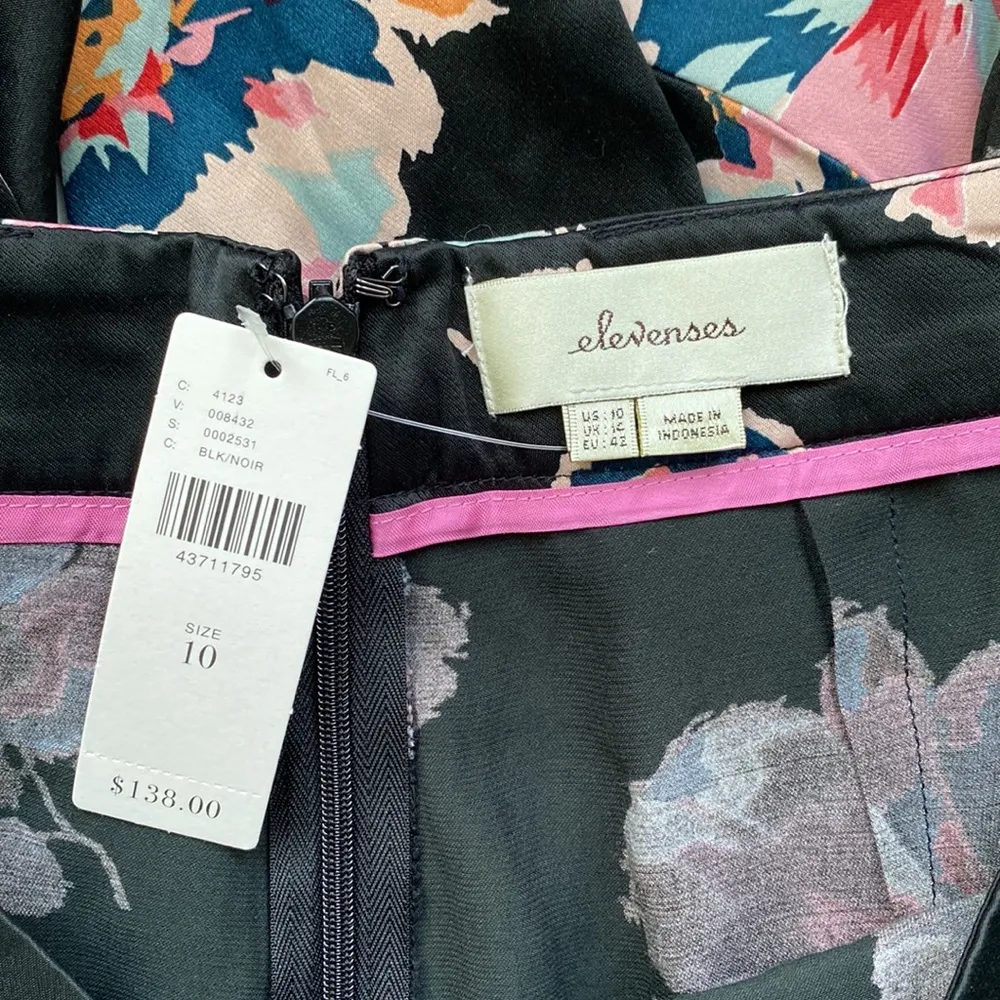 FL_6
C: 4123
V: 008432
S: 0002531
C: BLK/NOIR
43711795
SIZE
10
$138.00
elevenses
US:10
UK:14
EU:42
MADE IN
INDONESIA